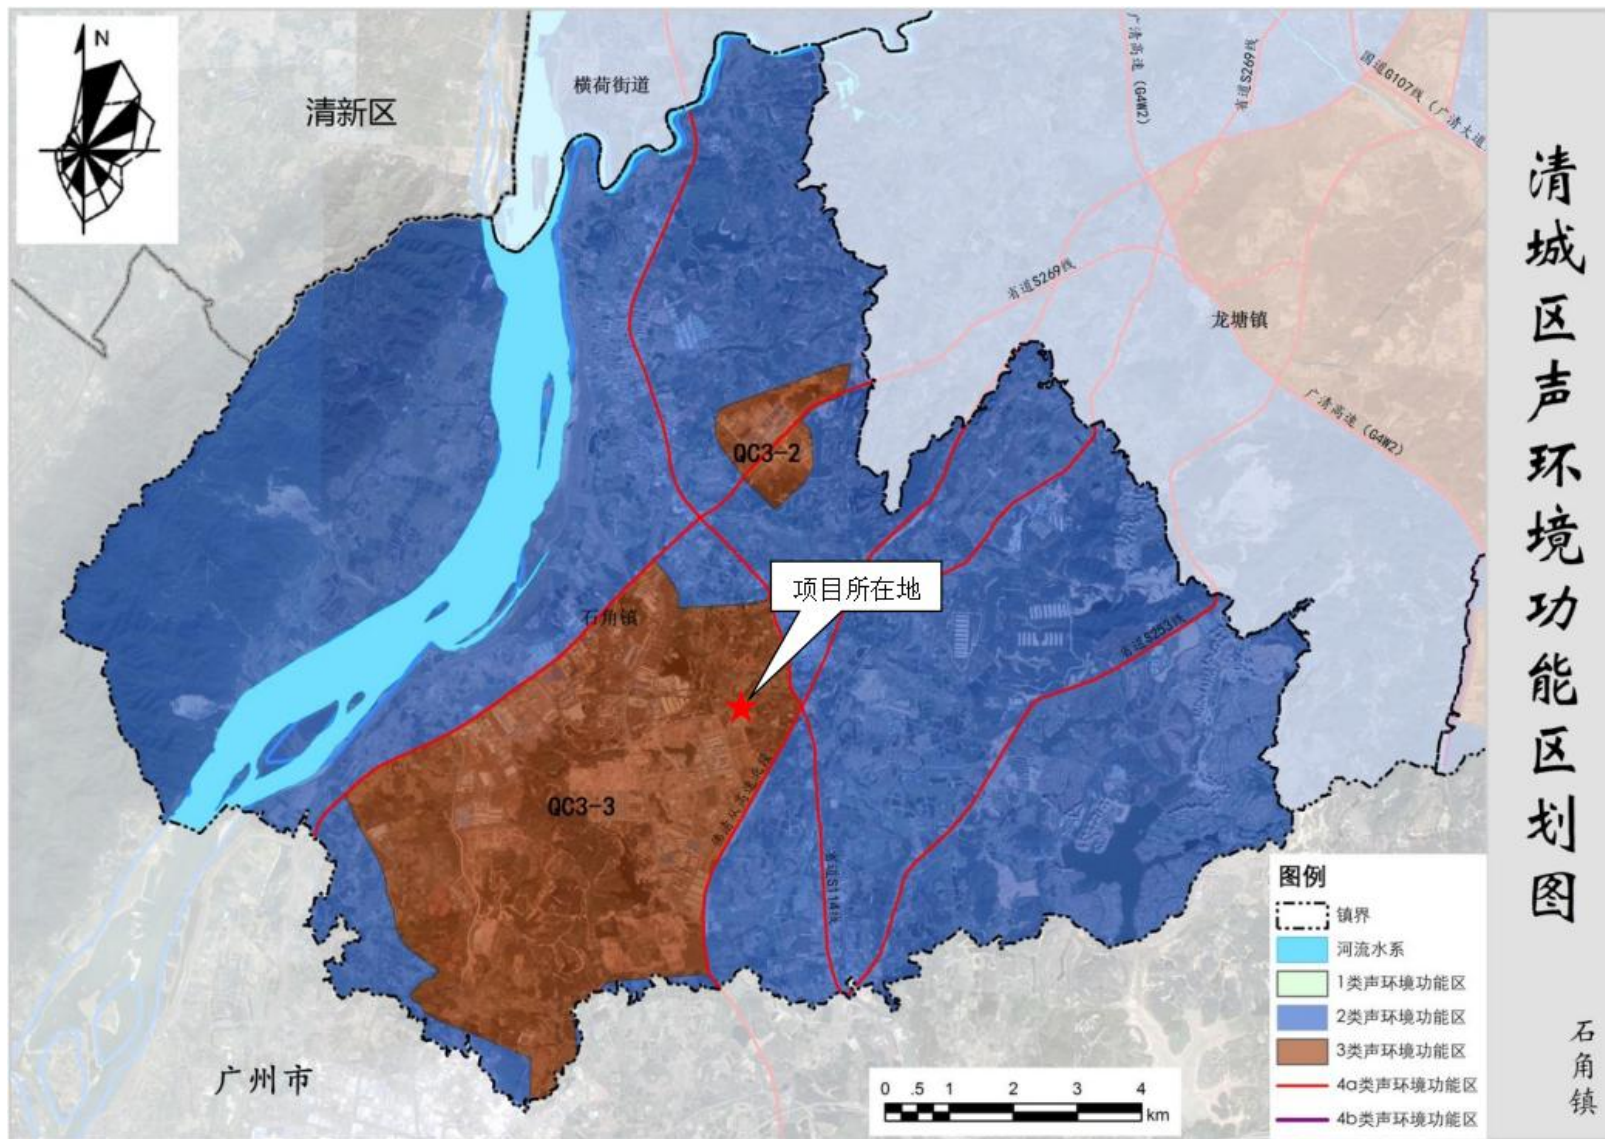 N
清新区
横荷街道
广清高速（G4W2）
省道S269线
国道G107线（广清大道
省道S269线
龙塘镇
广清高速（G4W2）
QC3-2
项目所在地
石角镇
省道S253线
佛清从高速北段
QC3-3
省道S114线
广州市
清城区声环境功能区划图
石角镇
图例
镇界
河流水系
1类声环境功能区
2类声环境功能区
3类声环境功能区
4a类声环境功能区
4b类声环境功能区
0 .5 1 2 3 4
km